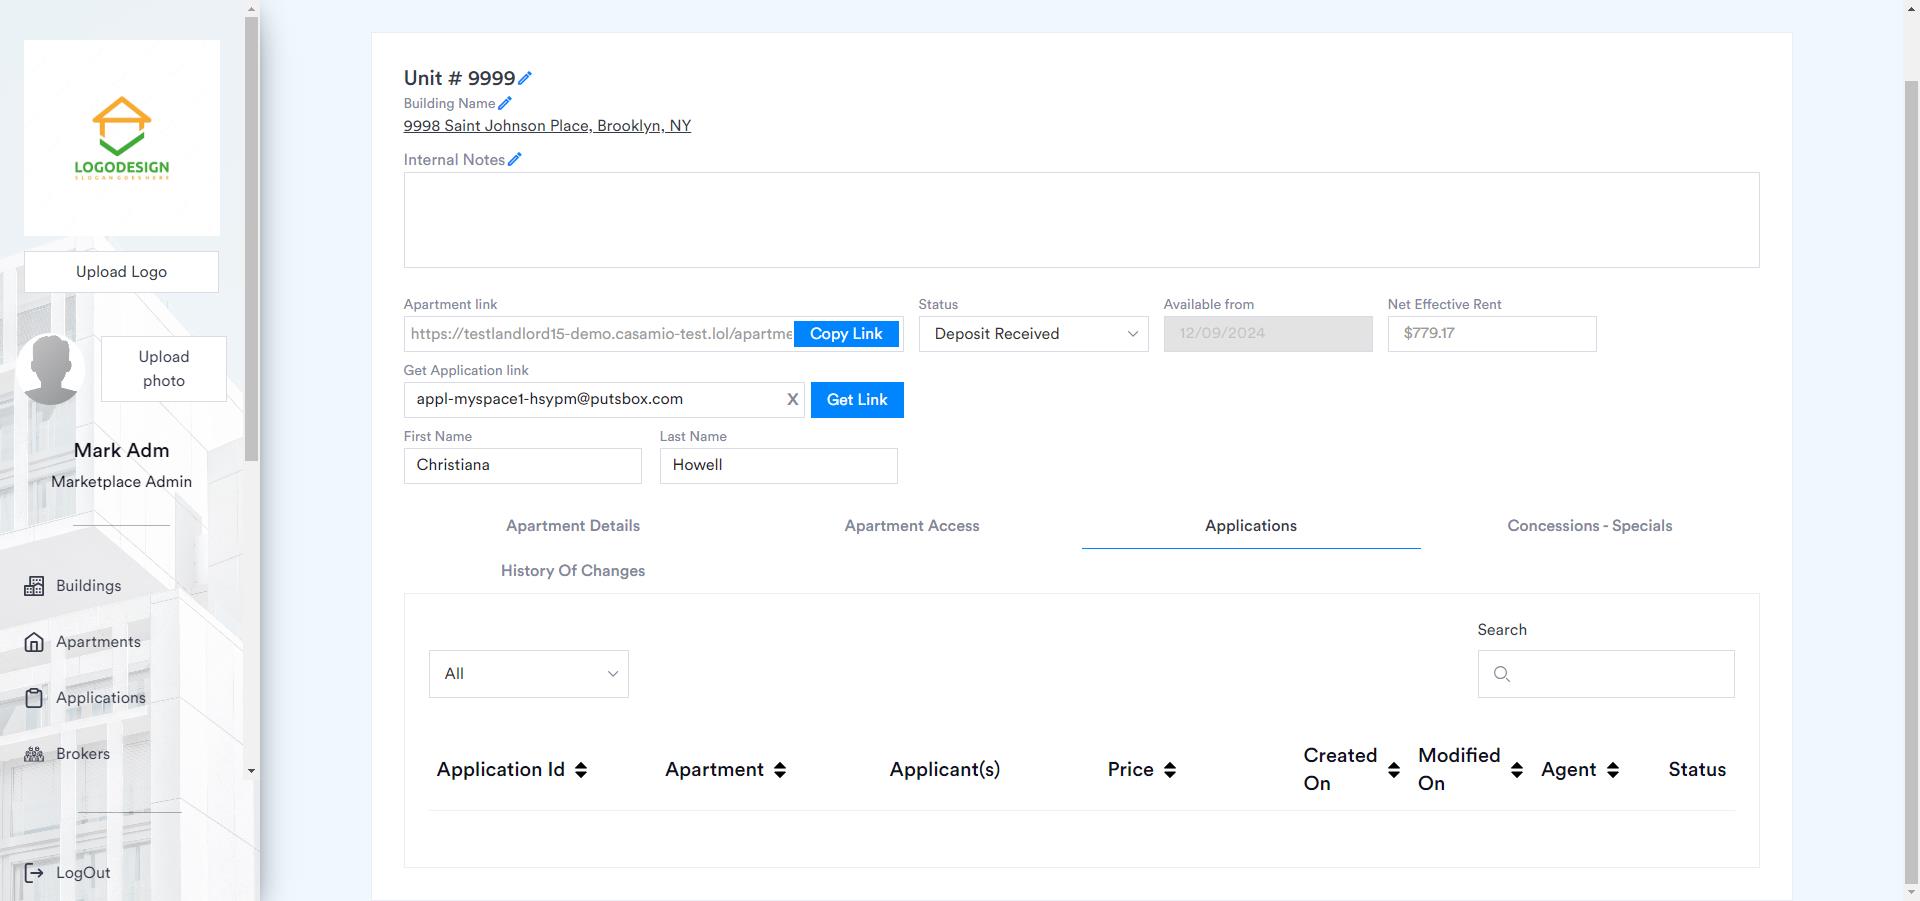 LOGODESIGN
SLOGANGOESHERE
Upload Logo
Upload
photo
Mark Adm
Marketplace Admin
Buildings
Apartments
Applications
Brokers
LogOut
Unit # 9999
Building Name
9998 Saint Johnson Place, Brooklyn, NY
Internal Notes
Apartment link
Status
Available from
Net Effective Rent
https://testlandlord15-demo.casamio-test.lol/apartme
Copy Link
Deposit Received
12/09/2024
$779.17
Get Application link
appl-myspace1-hsypm@putsbox.com
X
Get Link
First Name
Last Name
Christiana
Howell
Apartment Details
Apartment Access
Applications
Concessions - Specials
History Of Changes
Search
All
Application Id
Apartment
Applicant(s)
Price
Created
On
Modified
On
Agent
Status